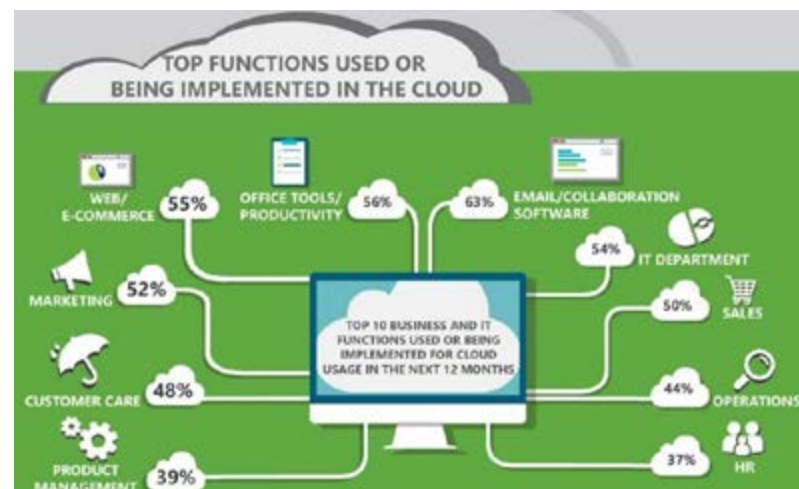 TOP FUNCTIONS USED OR
BEING IMPLEMENTED IN THE CLOUD
WEB/
E-COMMERCE
55%
OFFICE TOOLS/
PRODUCTIVITY
56%
63%
EMAIL/COLLABORATION
SOFTWARE
54%
IT DEPARTMENT
MARKETING
52%
50%
SALES
TOP 10 BUSINESS AND IT
FUNCTIONS USED OR BEING
IMPLEMENTED FOR CLOUD
USAGE IN THE NEXT 12 MONTHS
CUSTOMER CARE
48%
44%
OPERATIONS
PRODUCT
MANAGEMENT
39%
37%
HR